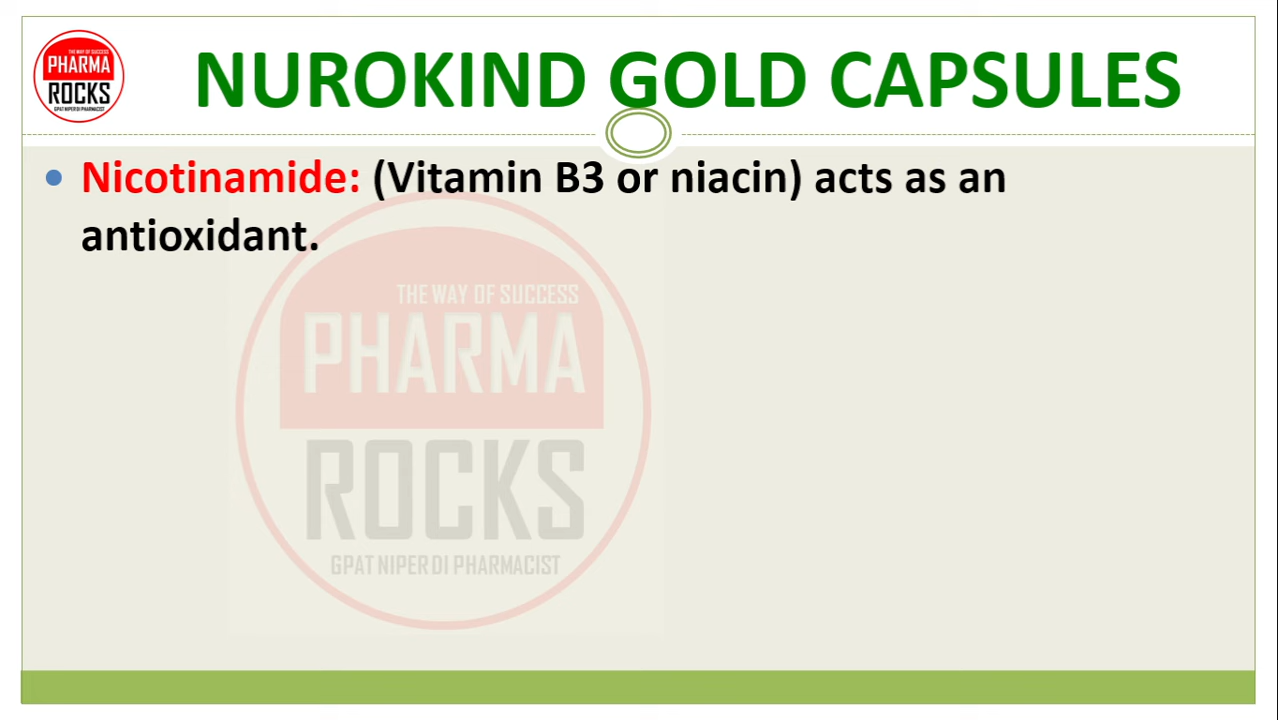 THE WAY OF SUCCESS
PHARMA
ROCKS
GPAT NIPER DI PHARMACIST
NUROKIND GOLD CAPSULES
• Nicotinamide: (Vitamin B3 or niacin) acts as an
antioxidant.
THE WAY OF SUCCESS
PHARMA
ROCKS
GPAT NIPER DI PHARMACIST